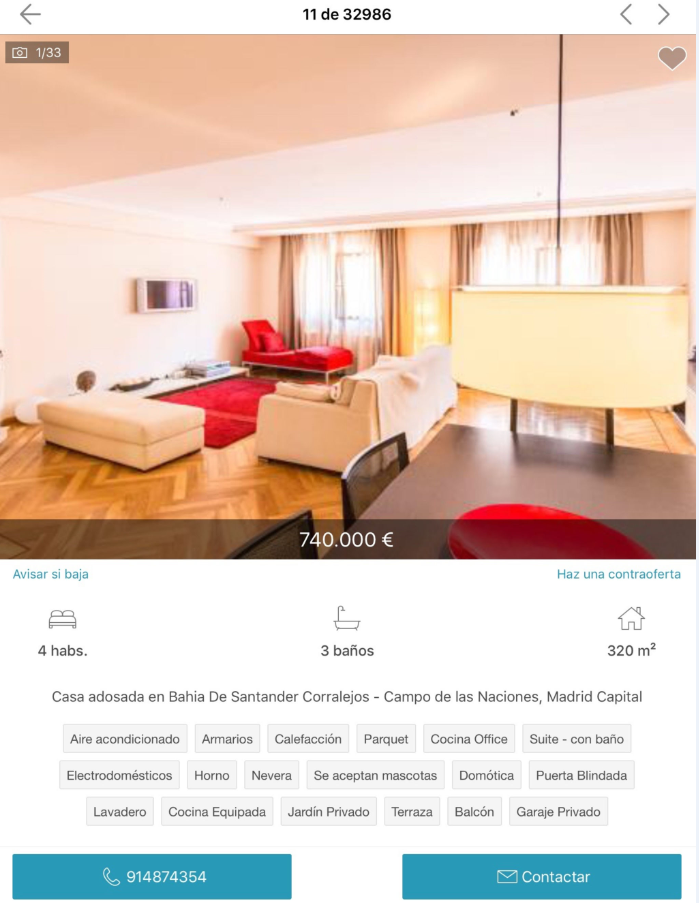 11 de 32986
1/33
740.000 €
Avisar si baja
Haz una contraoferta
4 habs.
3 baños
320 m²
Casa adosada en Bahia De Santander Corralejos - Campo de las Naciones, Madrid Capital
Aire acondicionado Armarios Calefacción Parquet Cocina Office Suite - con baño
Electrodomésticos Horno Nevera Se aceptan mascotas Domótica Puerta Blindada
Lavadero Cocina Equipada Jardín Privado Terraza Balcón Garaje Privado
914874354
Contactar